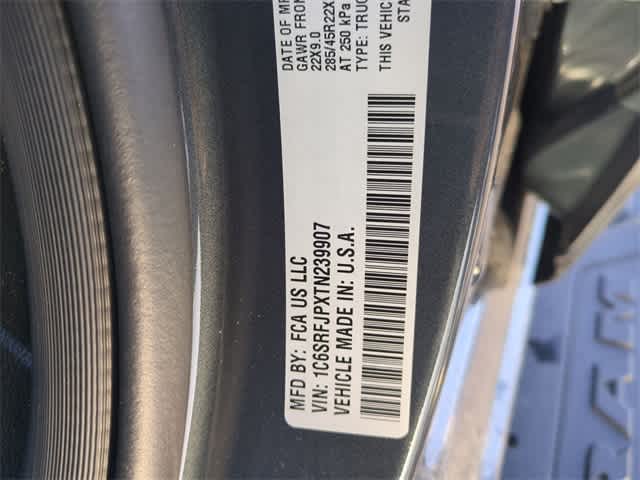 DATE OF
GAWR FRON
22X9.0
285/45R22X
AT 250 kPa
TYPE: TRUC
THIS VEHIC
STA
MFD BY: FCA US LLC
VIN: 1C6SRFJPXTN239907
VEHICLE MADE IN: U.S.A.
RAM